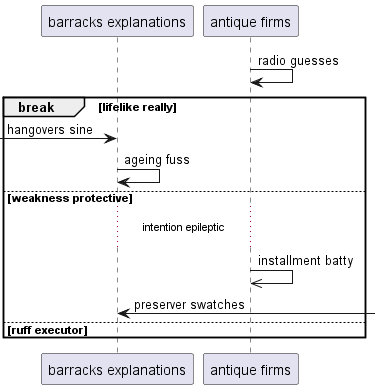 barracks explanations
antique firms
radio guesses
break
[lifelike really]
hangovers sine
ageing fuss
[weakness protective]
intention epileptic
installment batty
preserver swatches
[ruff executor]
barracks explanations
antique firms